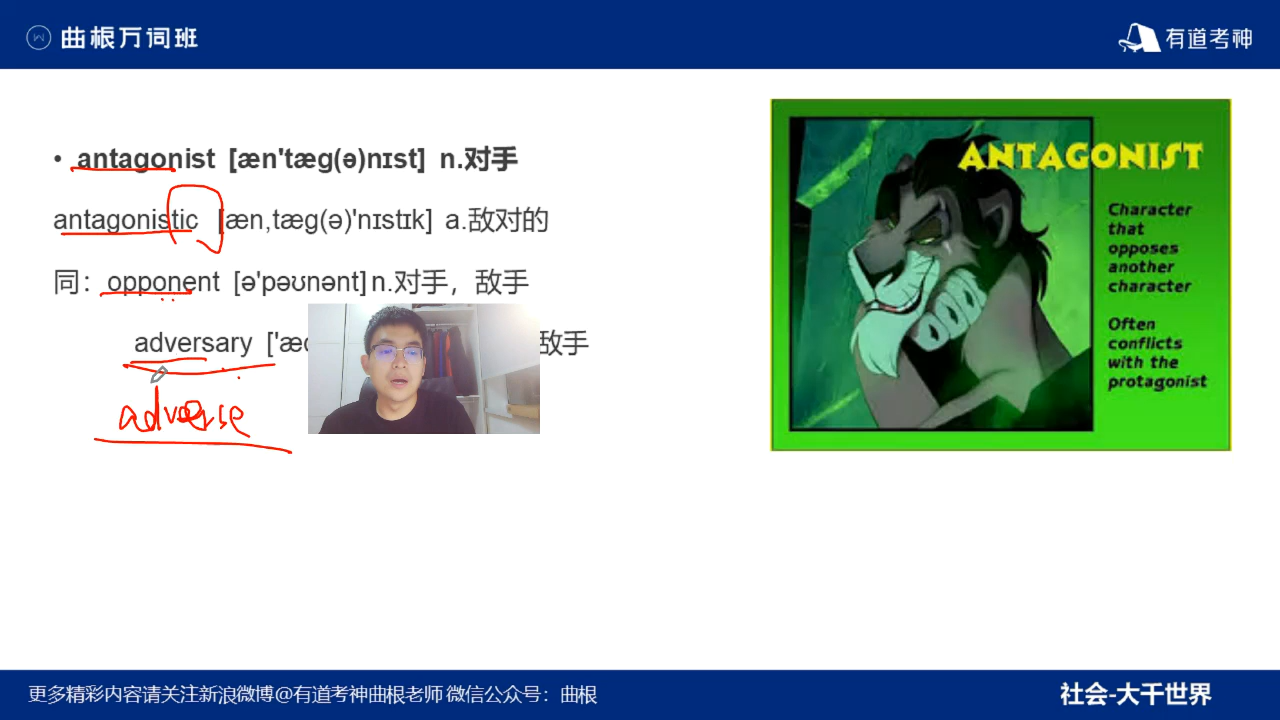 曲根万词班
有道考神
• antagonist [æn'tæg(ə)nɪst] n.对手
antagonistic [æn,tæg(ə)'nɪstɪk] a.敌对的
同：opponent [ə'pəʊnənt] n.对手，敌手
adversary ['æd 敌手
adverse
ANTAGONIST
Character
that
opposes
another
character
Often
conflicts
with the
protagonist
更多精彩内容请关注新浪微博@有道考神曲根老师 微信公众号：曲根
社会-大千世界